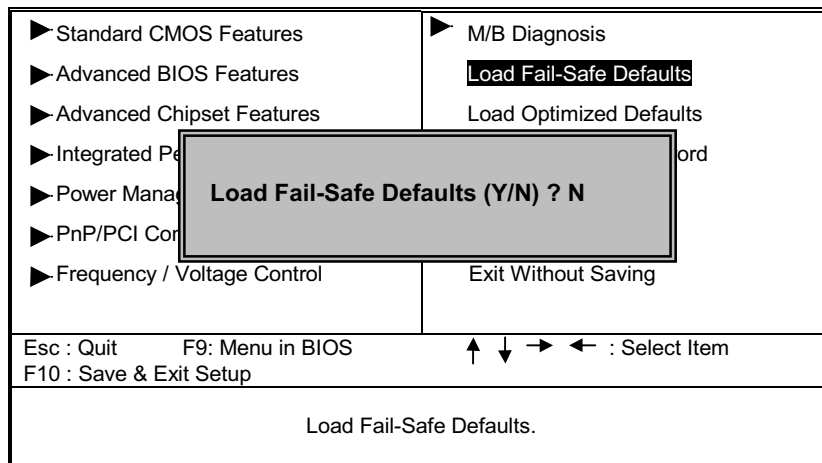 Standard CMOS Features
Advanced BIOS Features
Advanced Chipset Features
Integrated Pe
Power Manag
PnP/PCI Con
Frequency / Voltage Control
M/B Diagnosis
Load Fail-Safe Defaults
Load Optimized Defaults
ord
Exit Without Saving
Load Fail-Safe Defaults (Y/N) ? N
Esc : Quit F9: Menu in BIOS
F10 : Save & Exit Setup
↑ ↓ → ← : Select Item
Load Fail-Safe Defaults.